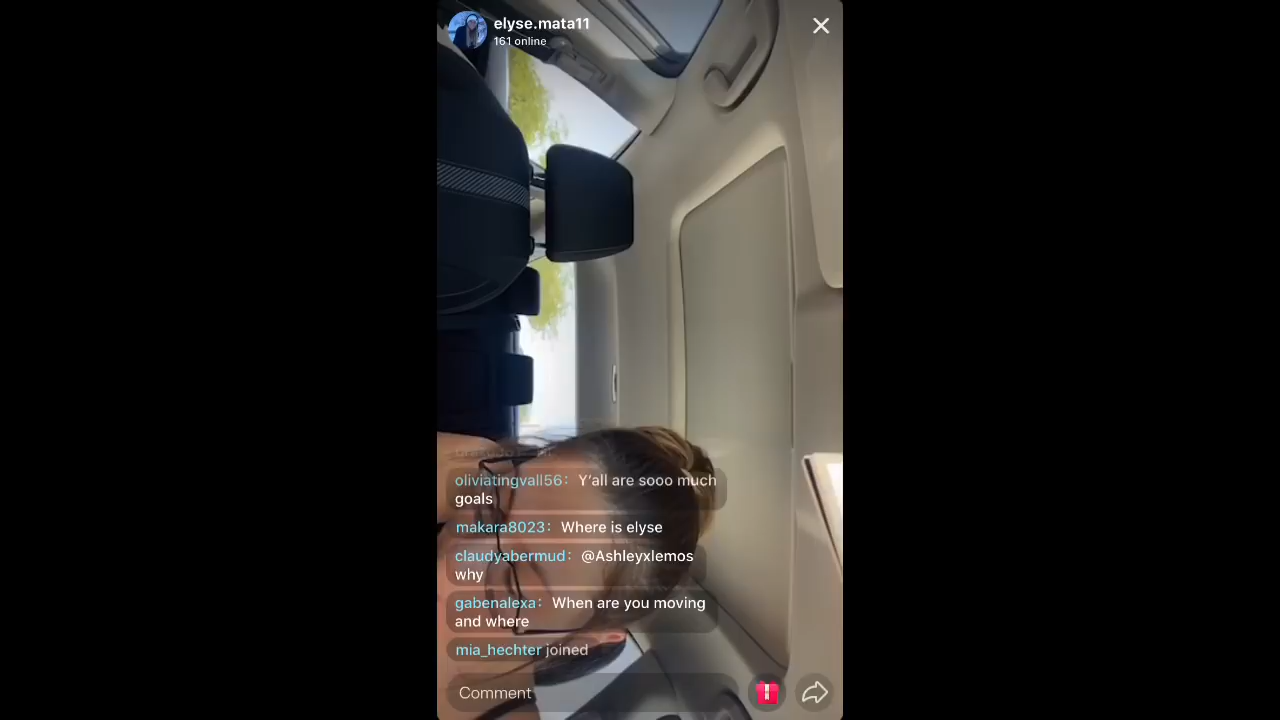 elyse.mata11
161 online
oliviatingvall56: Y'all are sooo much
goals
makara8023: Where is elyse
claudyabermud: @Ashleyxlemos
why
gabenalexa: When are you moving
and where
mia_hechter joined
Comment